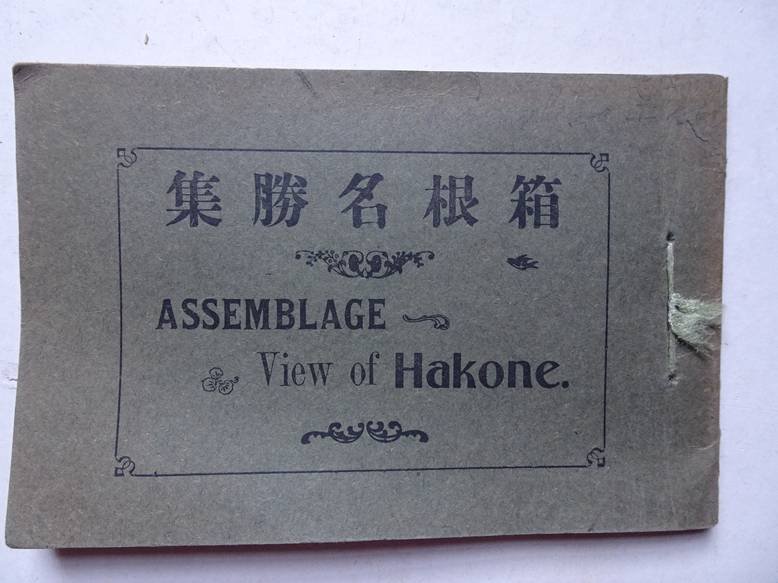 箱根名勝集
ASSEMBLAGE
View of Hakone.